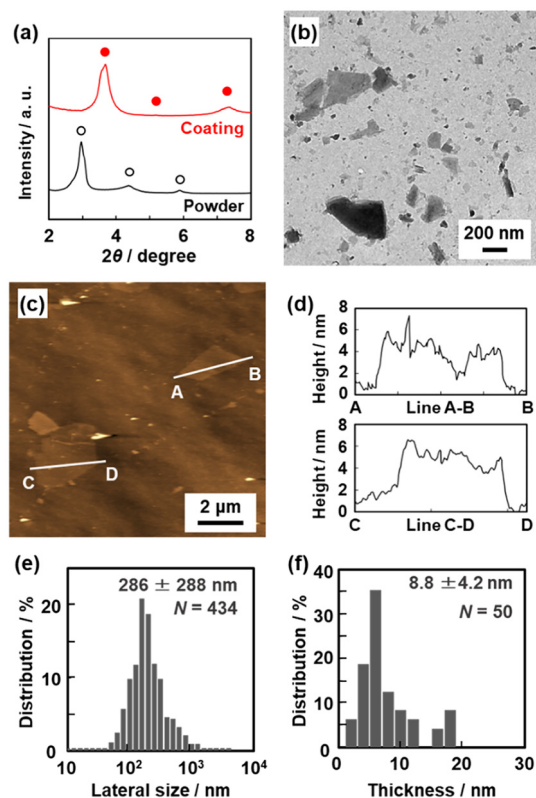 (a)
Intensity / a. u.
Coating
Powder
2 4 6 8
2θ / degree
(b)
200 nm
(c)
A
B
C
D
2 μm
(d)
Height / nm
8
6
4
2
0
A Line A-B B
Height / nm
8
6
4
2
0
C Line C-D D
(e)
286 ± 288 nm
N = 434
Distribution / %
20
10
0
10 10² 10³ 10⁴
Lateral size / nm
(f)
8.8 ±4.2 nm
N = 50
Distribution / %
40
30
20
10
0
0 10 20 30
Thickness / nm